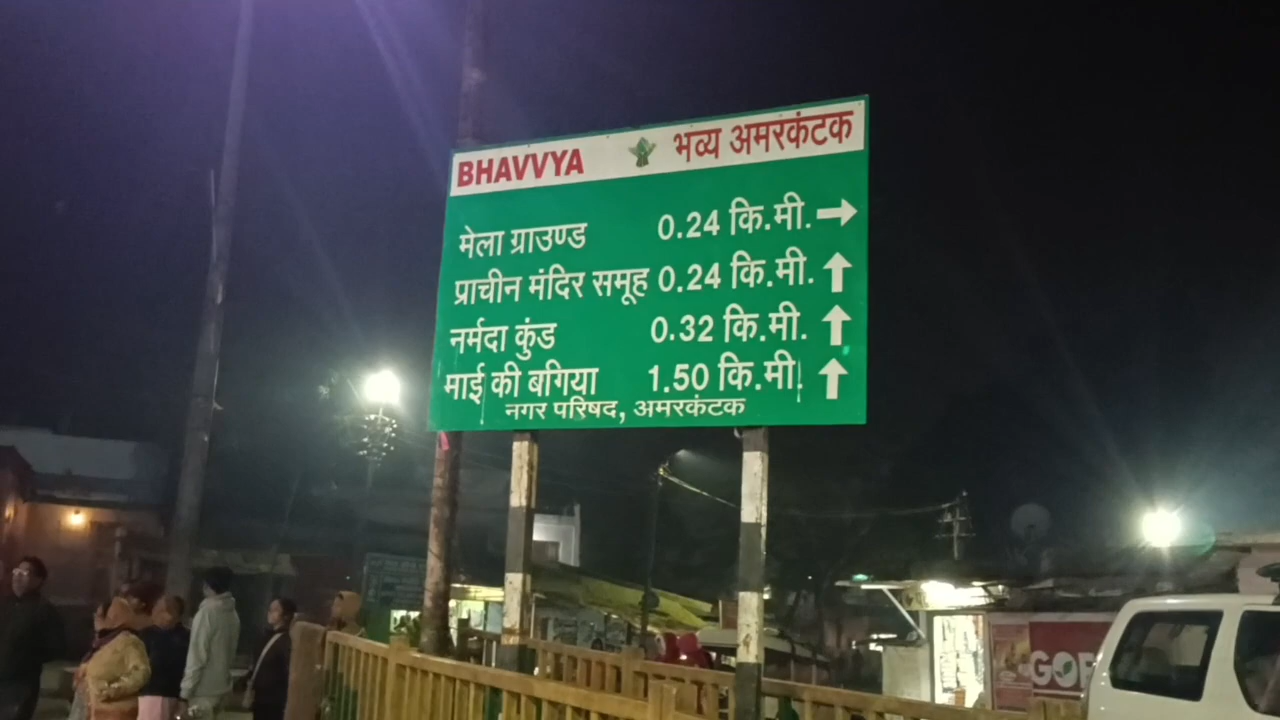 BHAVVYA भव्य अमरकंटक
मेला ग्राउण्ड 0.24 कि.मी. →
प्राचीन मंदिर समूह 0.24 कि.मी. ↑
नर्मदा कुंड 0.32 कि.मी. ↑
माई की बगिया 1.50 कि.मी. ↑
नगर परिषद, अमरकंटक